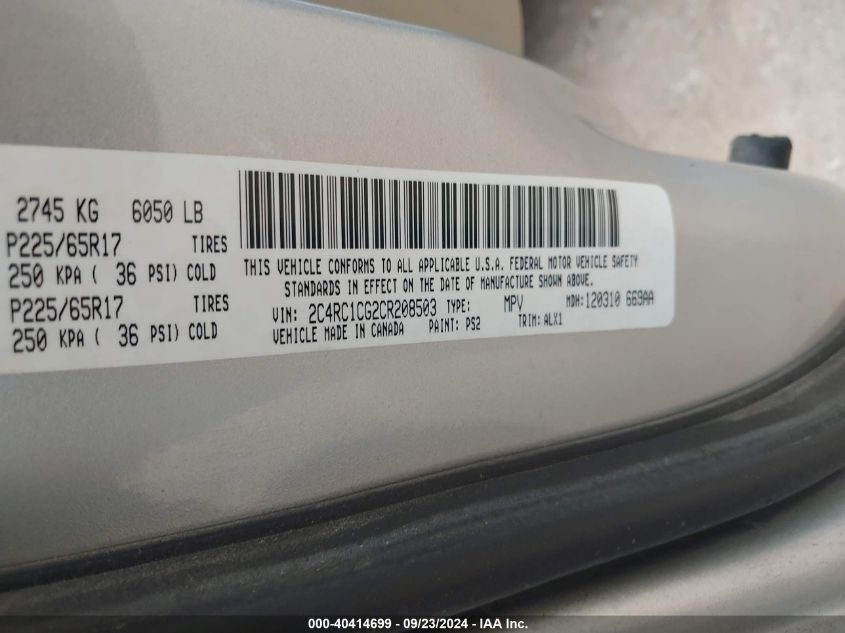 2745 KG 6050 LB
P225/65R17 TIRES
250 KPA ( 36 PSI) COLD
P225/65R17 TIRES
250 KPA ( 36 PSI) COLD
THIS VEHICLE CONFORMS TO ALL APPLICABLE U.S.A. FEDERAL MOTOR VEHICLE SAFETY
STANDARDS IN EFFECT ON THE DATE OF MANUFACTURE SHOWN ABOVE.
VIN: 2C4RC1CG2CR208503 TYPE: MPV MDH: 120310 669AA
VEHICLE MADE IN CANADA PAINT: PS2 TRIM: ALX1
000-40414699 - 09/23/2024 - IAA Inc.